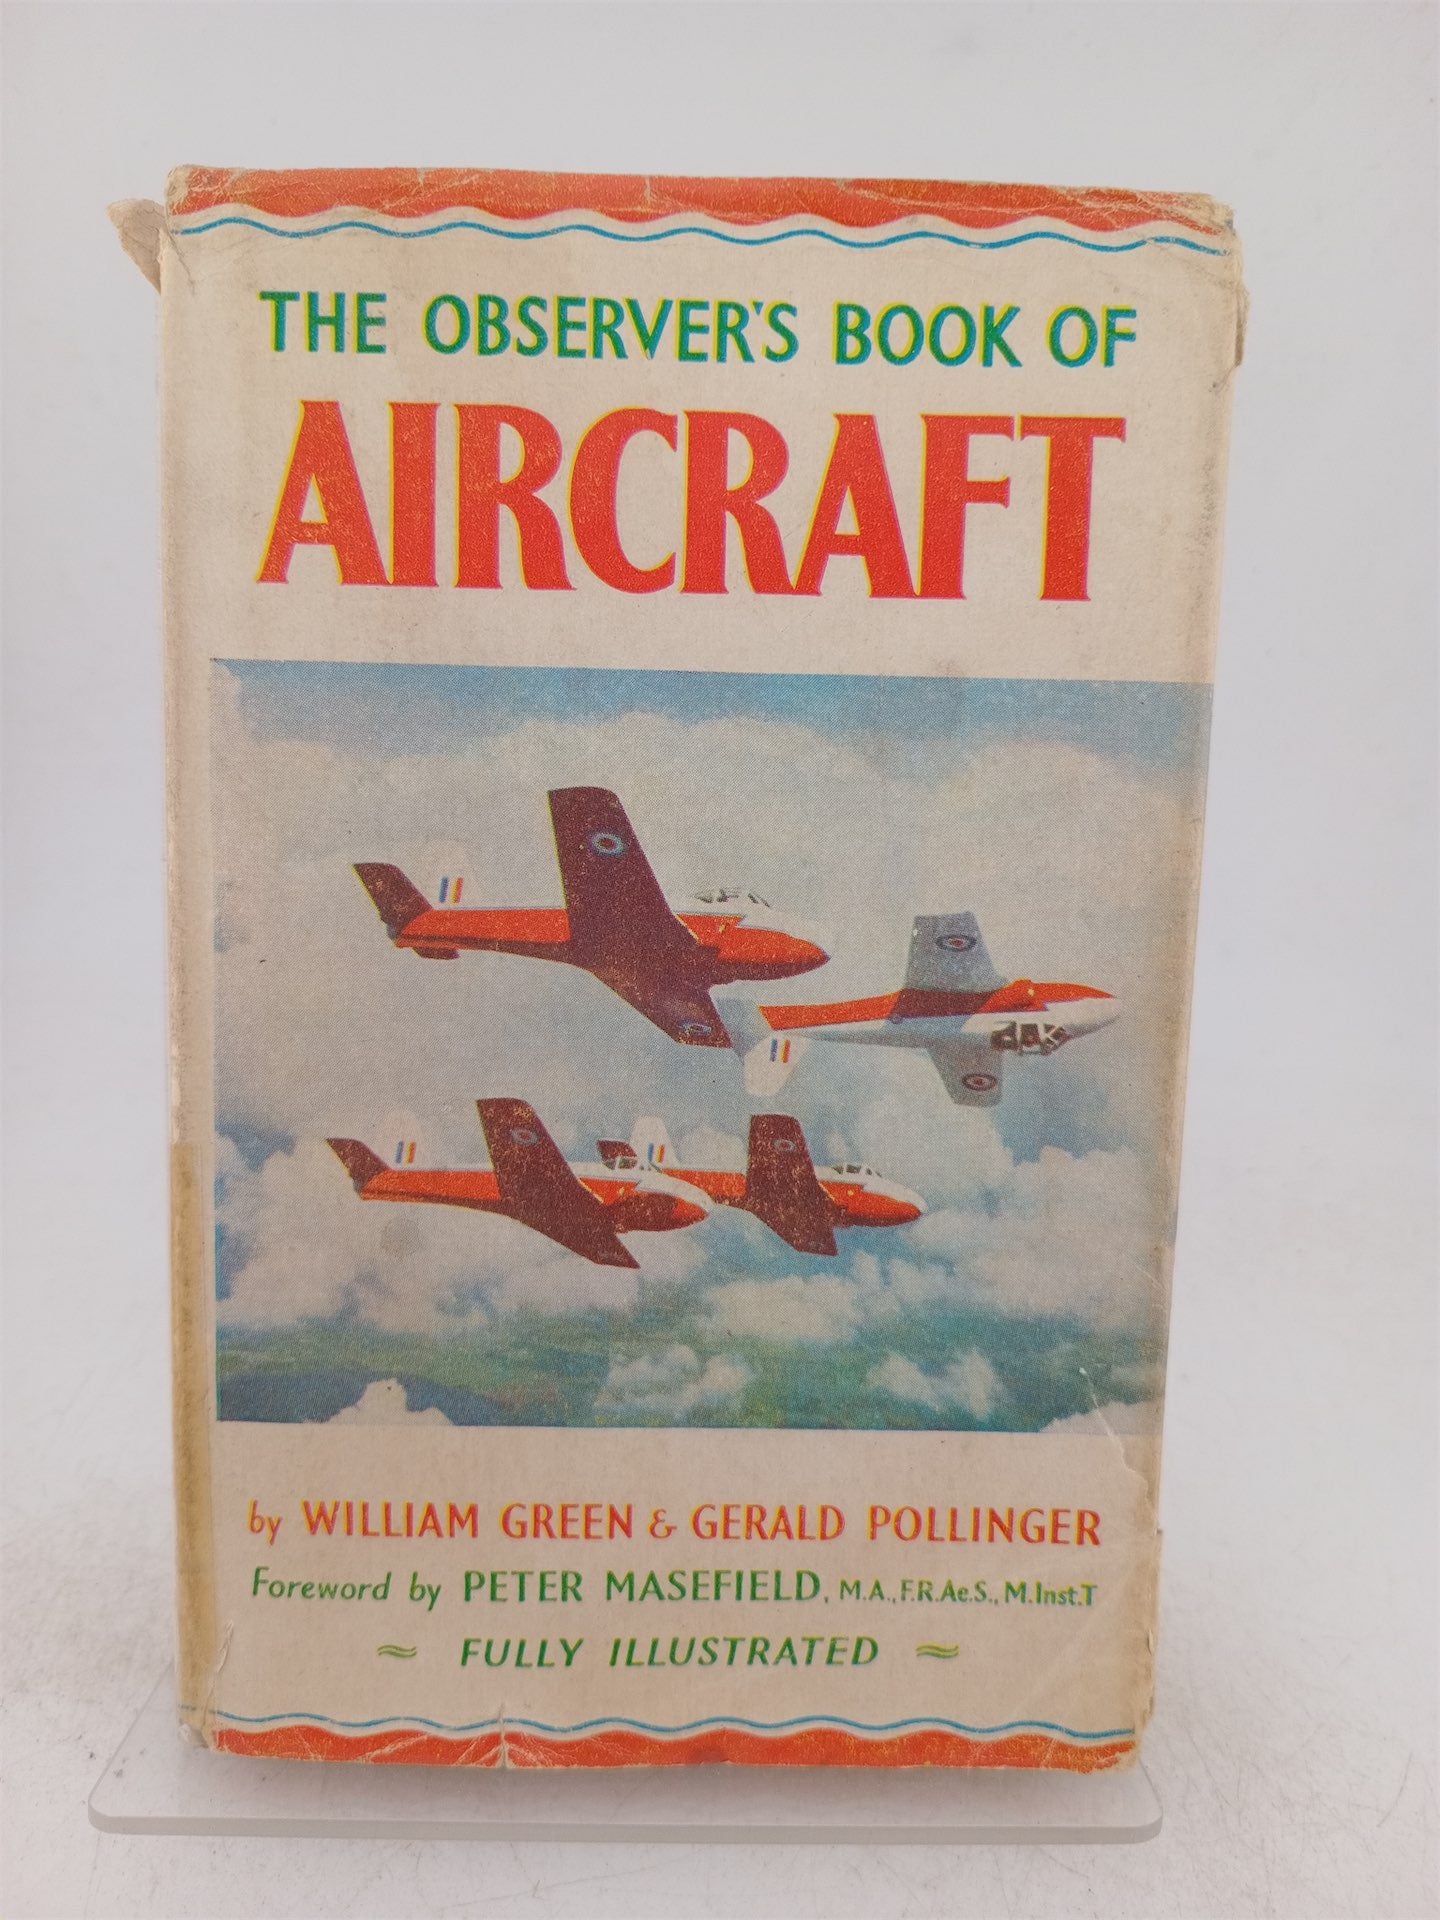 THE OBSERVER'S BOOK OF
AIRCRAFT
by WILLIAM GREEN & GERALD POLLINGER
Foreword by PETER MASEFIELD, M.A., F.R.Ae.S., M.Inst.T
~ FULLY ILLUSTRATED ~